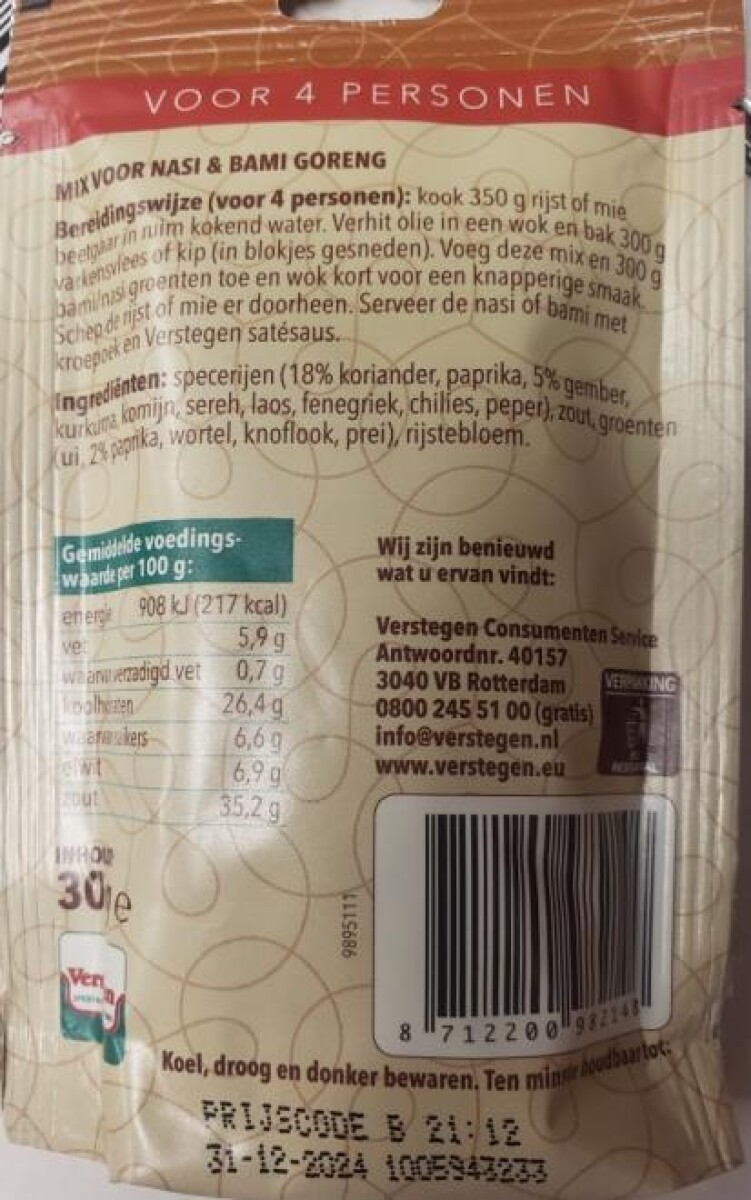 VOOR 4 PERSONEN
MIX VOOR NASI & BAMI GORENG
Bereidingswijze (voor 4 personen): kook 350 g rijst of mie
beetgaar in ruim kokend water. Verhit olie in een wok en bak 300 g
varkensvlees of kip (in blokjes gesneden). Voeg deze mix en 300 g
bami/nasi groenten toe en wok kort voor een knapperige smaak.
Schep de rijst of mie er doorheen. Serveer de nasi of bami met
kroepoek en Verstegen satésaus.
Ingrediënten: specerijen (18% koriander, paprika, 5% gember,
kurkuma, komijn, sereh, laos, fenegriek, chilies, peper), zout, groenten
(ui, 2% paprika, wortel, knoflook, prei), rijstebloem.
Gemiddelde voedings-
waarde per 100 g:
energie 908 kJ (217 kcal)
vet 5,9 g
waarvan verzadigd vet 0,7 g
koolhydraten 26,4 g
waarvan suikers 6,6 g
eiwit 6,9 g
zout 35,2 g
INHOUD
30 e
Wij zijn benieuwd
wat u ervan vindt:
Verstegen Consumenten Service
Antwoordnr. 40157
3040 VB Rotterdam
0800 245 51 00 (gratis)
info@verstegen.nl
www.verstegen.eu
VERPAKKING
9895111
8 712200 982148
Koel, droog en donker bewaren. Ten minste houdbaar tot:
PRIJSCODE B 21:12
31-12-2024 1005943233